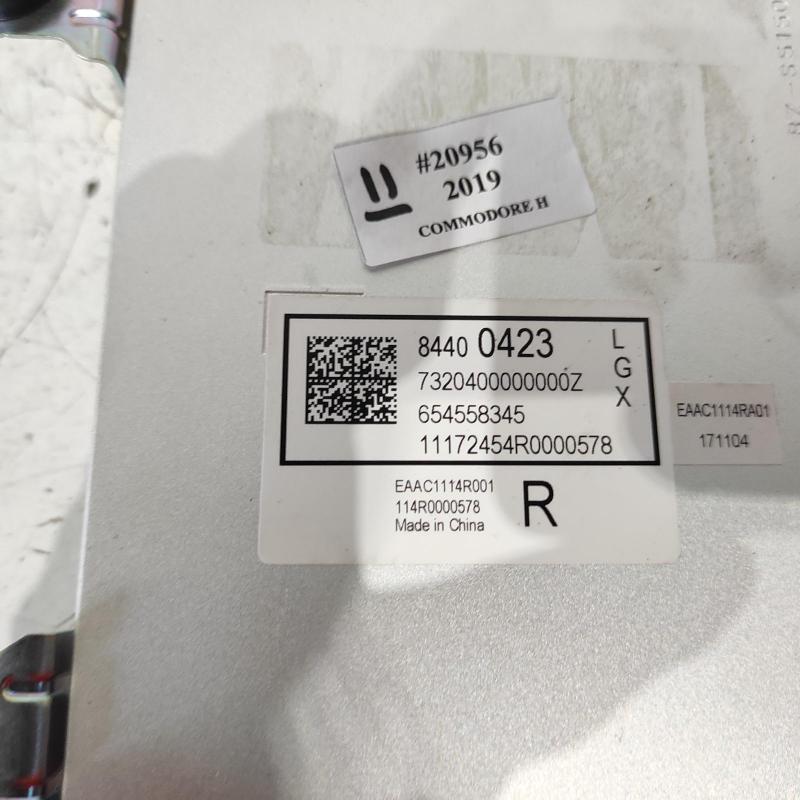 #20956
2019
COMMODORE H
8440 0423
7320400000000Z
654558345
11172454R0000578
L
G
X
EAAC1114RA01
171104
EAAC1114R001
114R0000578
Made in China
R